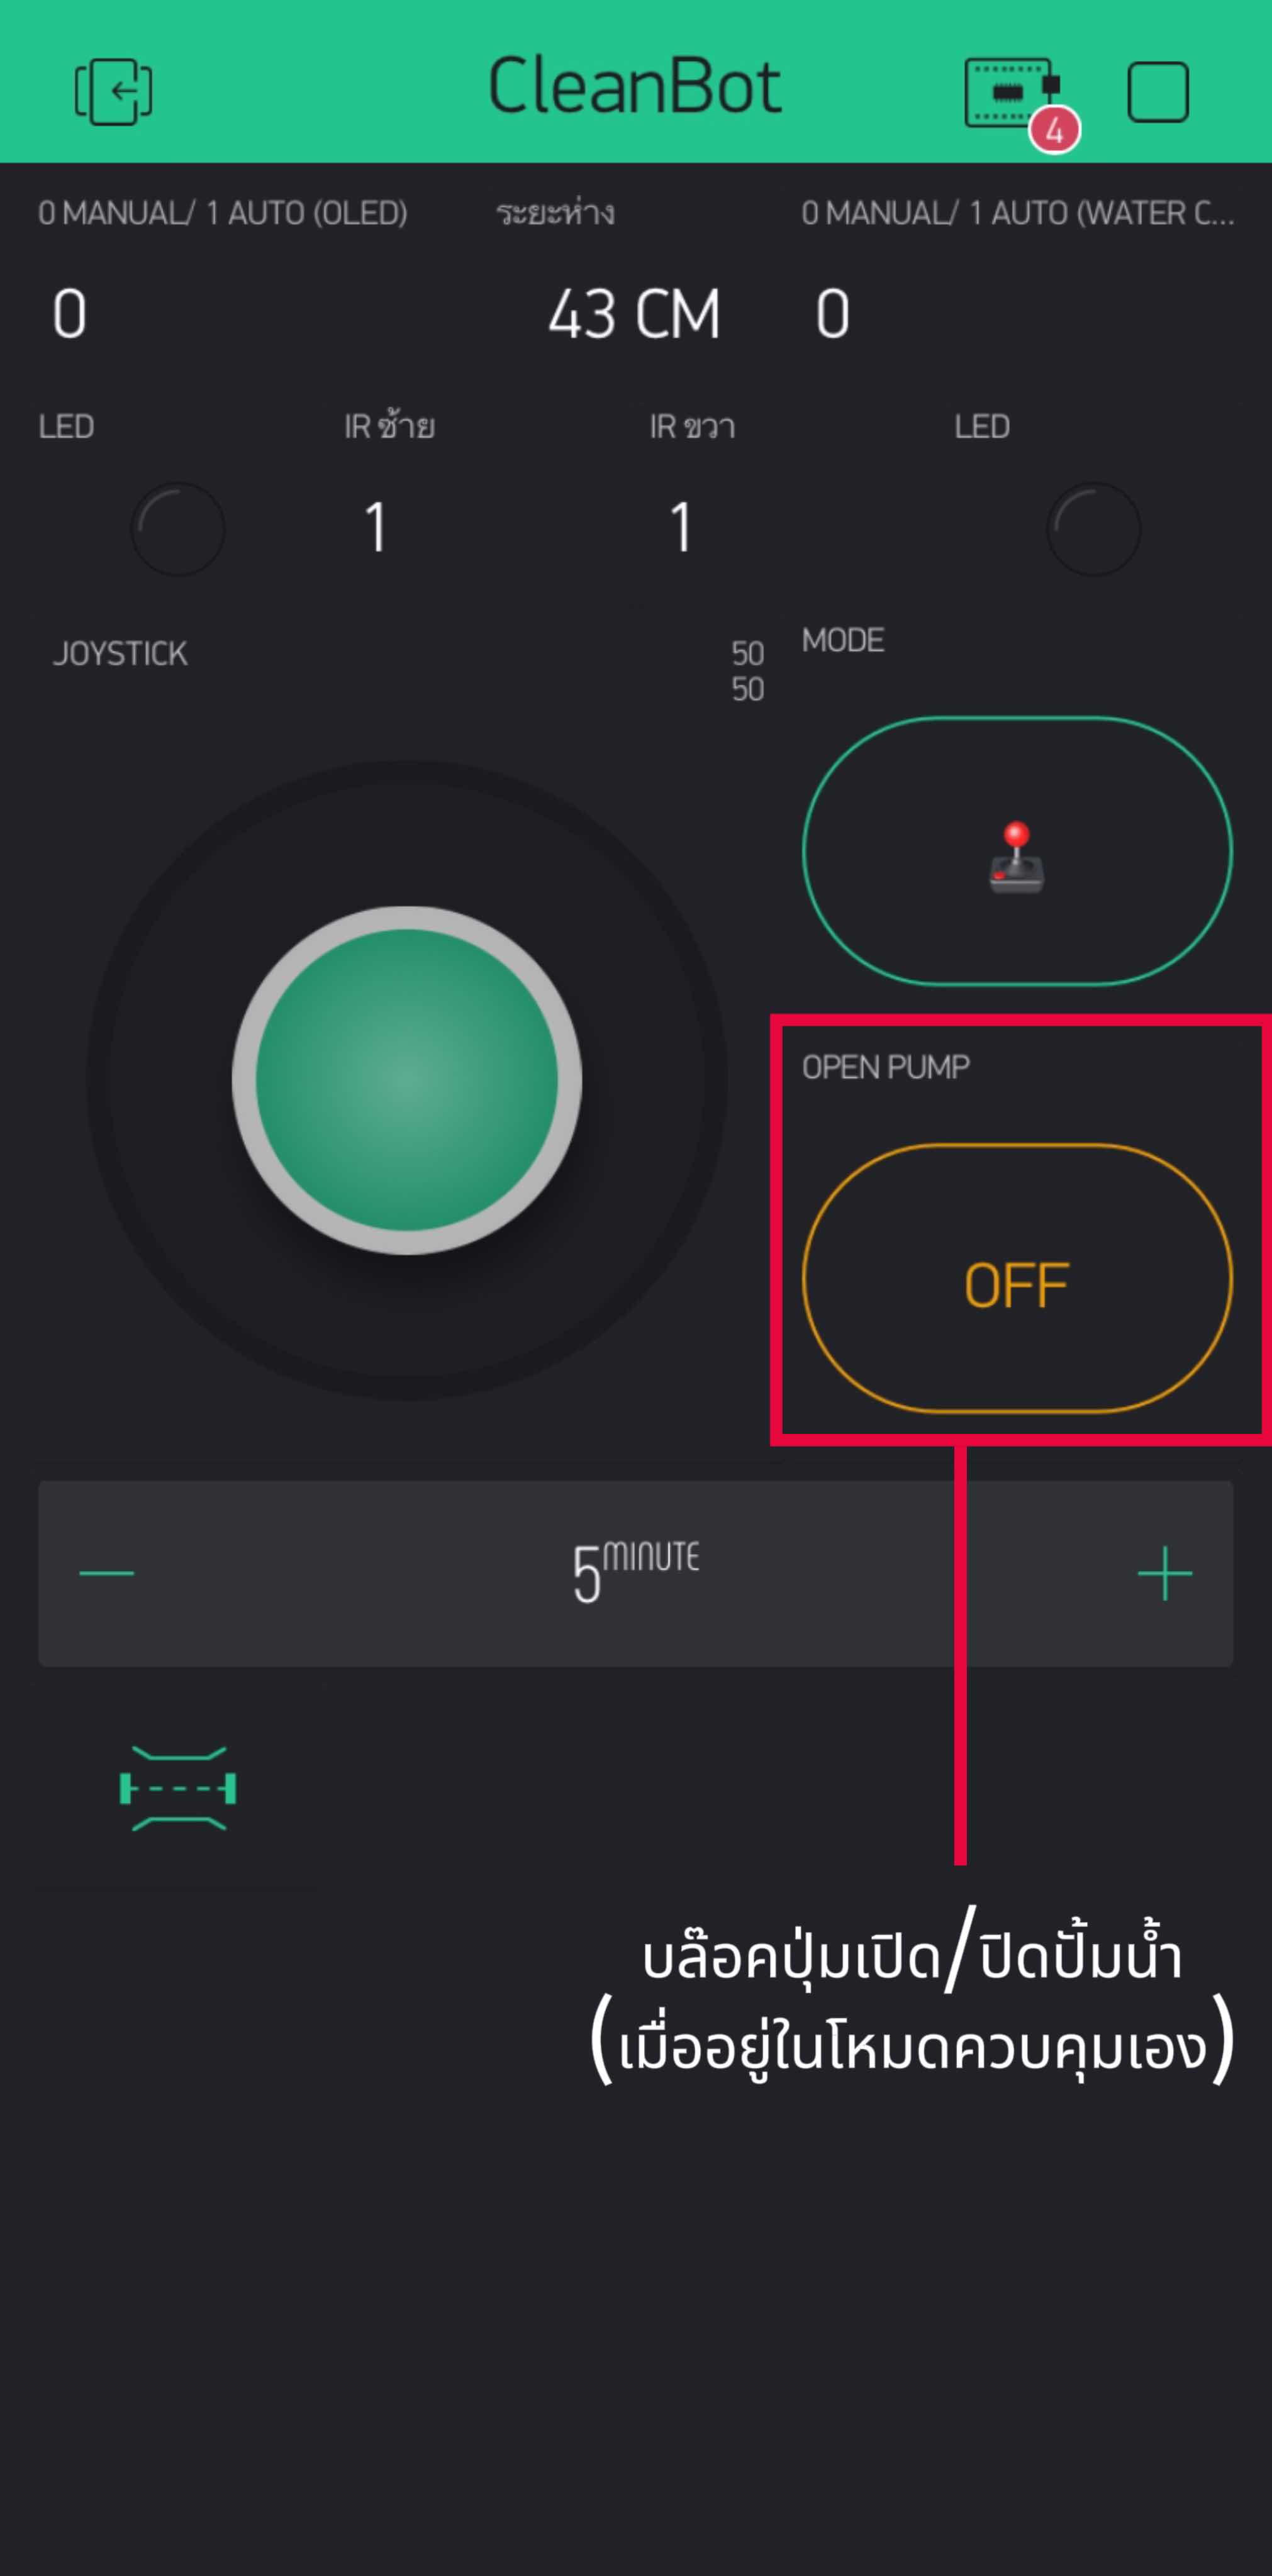 CleanBot
4
0 MANUAL/ 1 AUTO (OLED)
ระยะห่าง
0 MANUAL/ 1 AUTO (WATER C...
0
43 CM
0
LED
IR ซ้าย
IR ขวา
LED
1
1
JOYSTICK
50
50
MODE
OPEN PUMP
OFF
5 MINUTE
บล๊อคปุ่มเปิด/ปิดปั้มน้ำ
(เมื่ออยู่ในโหมดควบคุมเอง)